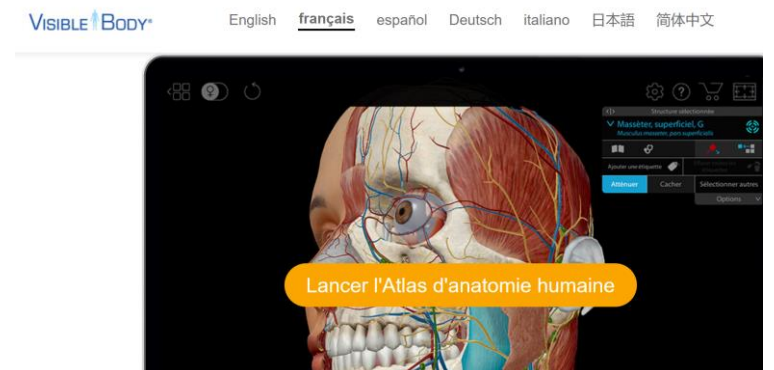 VISIBLE BODY®
English français español Deutsch italiano 日本語 简体中文
Structure sélectionnée
Masséter, superficiel, G
Musculus masseter, pars superficialis
Ajouter une étiquette
Atténuer Cacher Sélectionner autres
Options
Lancer l'Atlas d'anatomie humaine